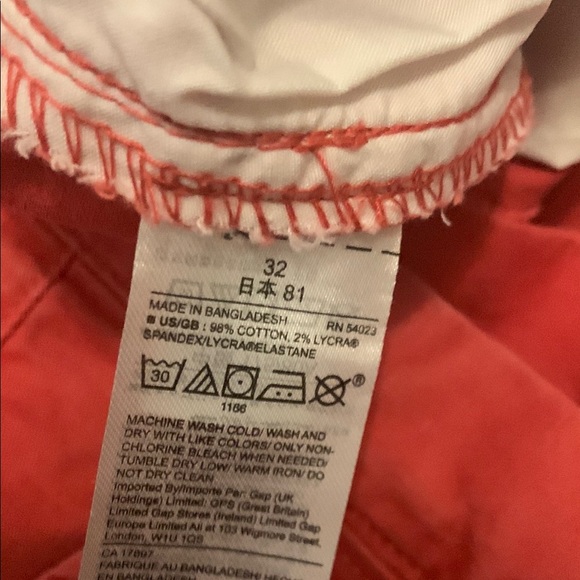 32
日本 81
MADE IN BANGLADESH RN 54023
■ US/GB : 98% COTTON, 2% LYCRA®
SPANDEX/LYCRA®ELASTANE
30 ®
1166
MACHINE WASH COLD/ WASH AND
DRY WITH LIKE COLORS/ ONLY NON-
CHLORINE BLEACH WHEN NEEDED/
TUMBLE DRY LOW/ WARM IRON/ DO
NOT DRY CLEAN
Imported By/Importe Par: Gap (UK
Holdings) Limited; GPS (Great Britain)
Limited Gap Stores (Ireland) Limited Gap
Europe Limited All at 103 Wigmore Street,
London, W1U 1QS
CA 17897
FABRIQUE AU BANGLADESH/
EN BANGLADESH